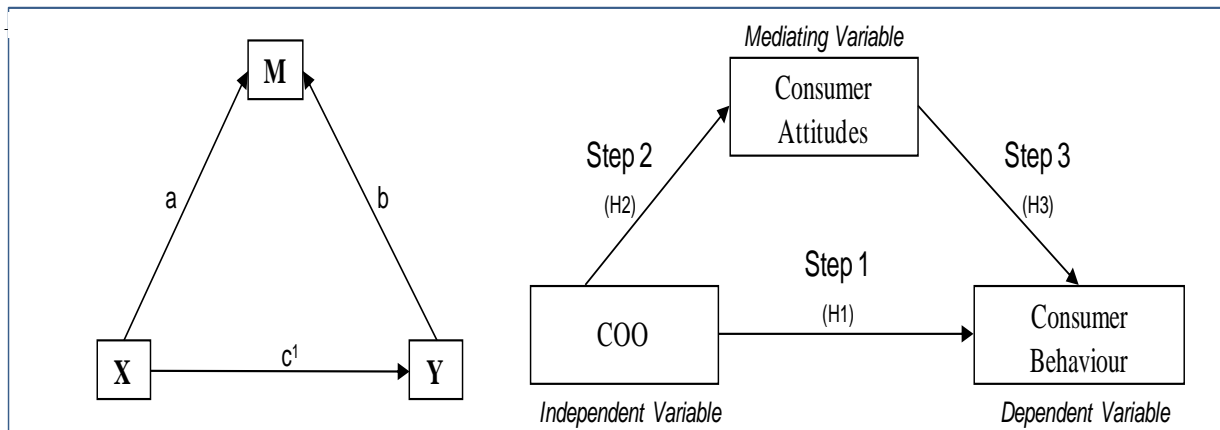 M
a
b
X
c¹
Y
Mediating Variable
Consumer
Attitudes
Step 2
(H2)
Step 3
(H3)
Step 1
(H1)
COO
Consumer
Behaviour
Independent Variable
Dependent Variable